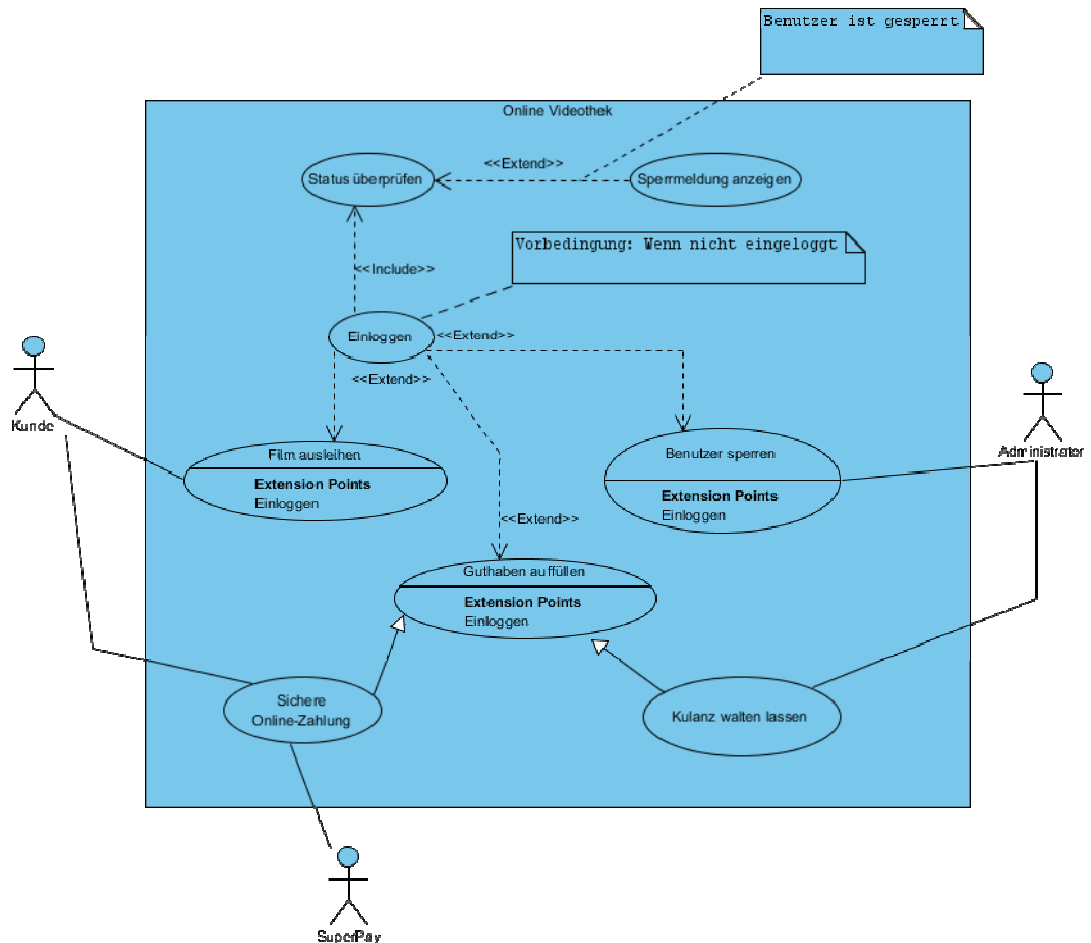 Benutzer ist gesperrt
Online Videothek
<<Extend>>
Status überprüfen
Sperrmeldung anzeigen
Vorbedingung: Wenn nicht eingeloggt
<<Include>>
Einloggen
<<Extend>>
<<Extend>>
Kunde
Administrator
Film ausleihen
Extension Points
Einloggen
Benutzer sperren
Extension Points
Einloggen
<<Extend>>
Guthaben auffüllen
Extension Points
Einloggen
Sichere
Online-Zahlung
Kulanz walten lassen
SuperPay